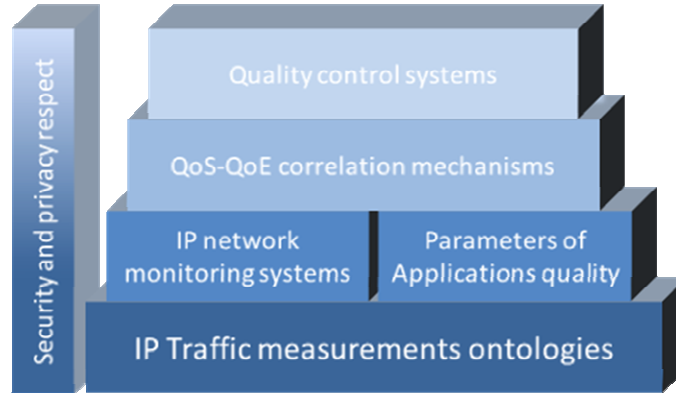 Security and privacy respect
Quality control systems
QoS-QoE correlation mechanisms
IP network
monitoring systems
Parameters of
Applications quality
IP Traffic measurements ontologies